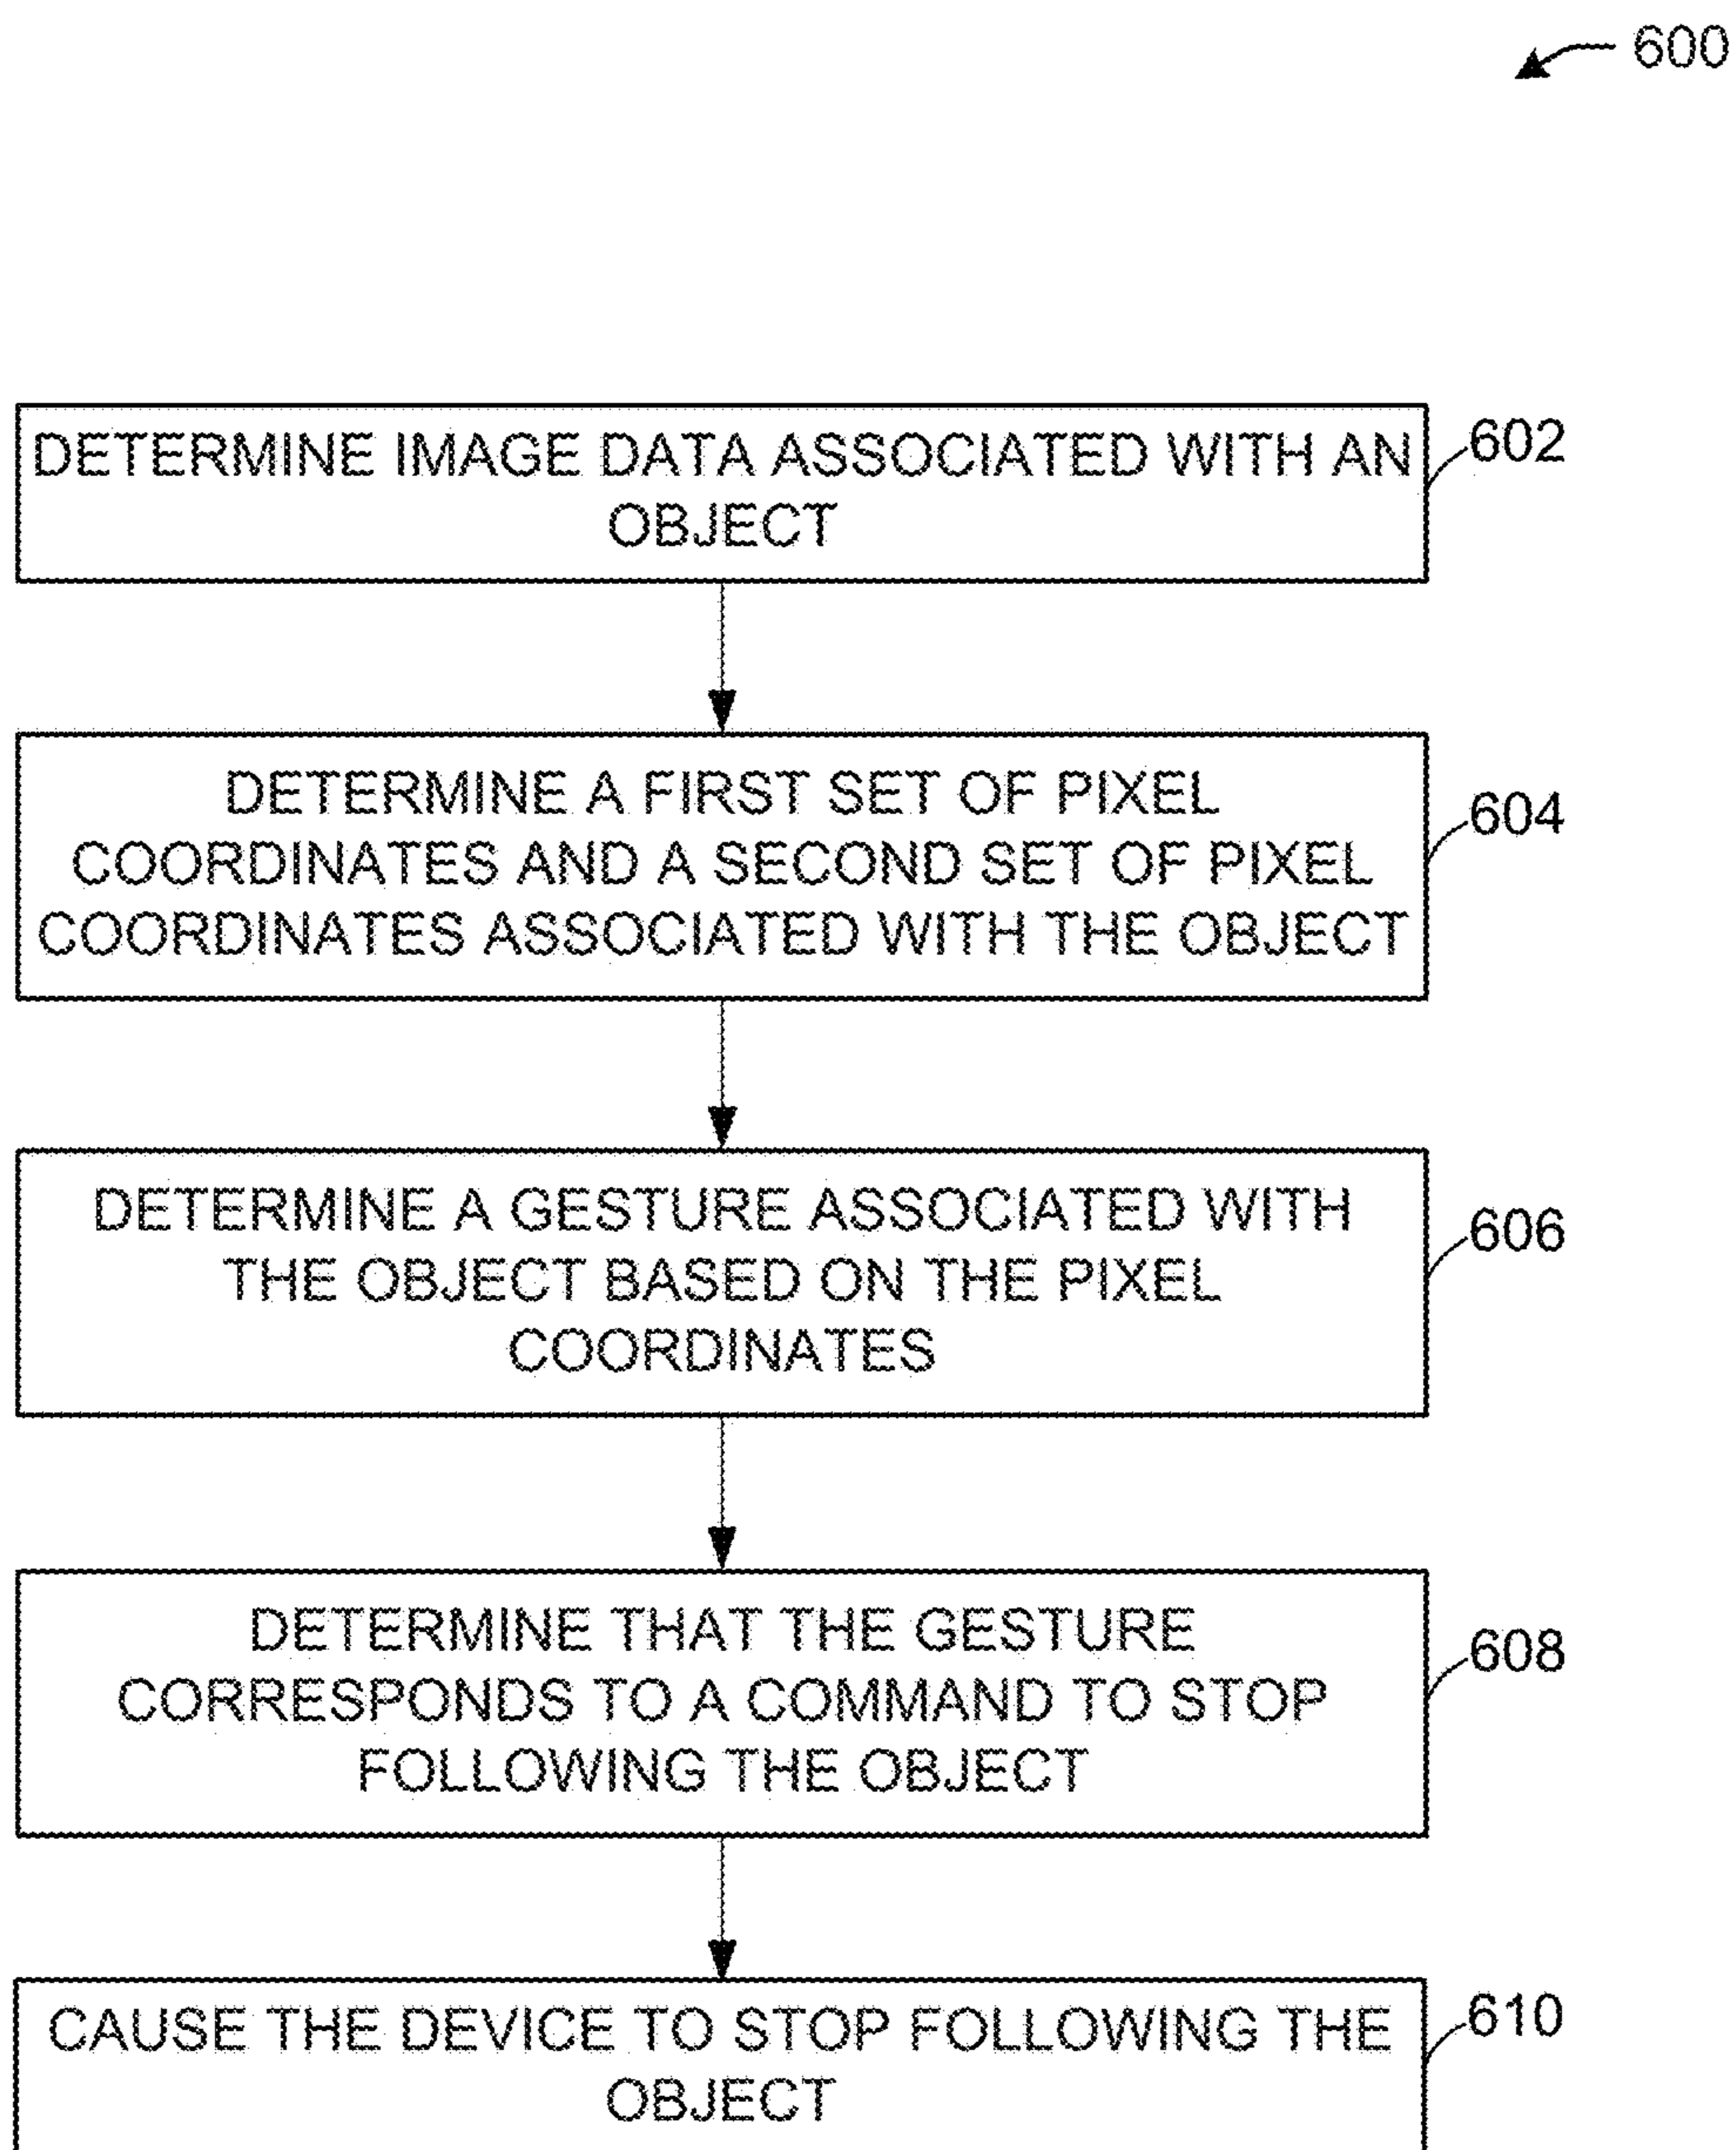 600
DETERMINE IMAGE DATA ASSOCIATED WITH AN
OBJECT
602
DETERMINE A FIRST SET OF PIXEL
COORDINATES AND A SECOND SET OF PIXEL
COORDINATES ASSOCIATED WITH THE OBJECT
604
DETERMINE A GESTURE ASSOCIATED WITH
THE OBJECT BASED ON THE PIXEL
COORDINATES
606
DETERMINE THAT THE GESTURE
CORRESPONDS TO A COMMAND TO STOP
FOLLOWING THE OBJECT
608
CAUSE THE DEVICE TO STOP FOLLOWING THE
OBJECT
610